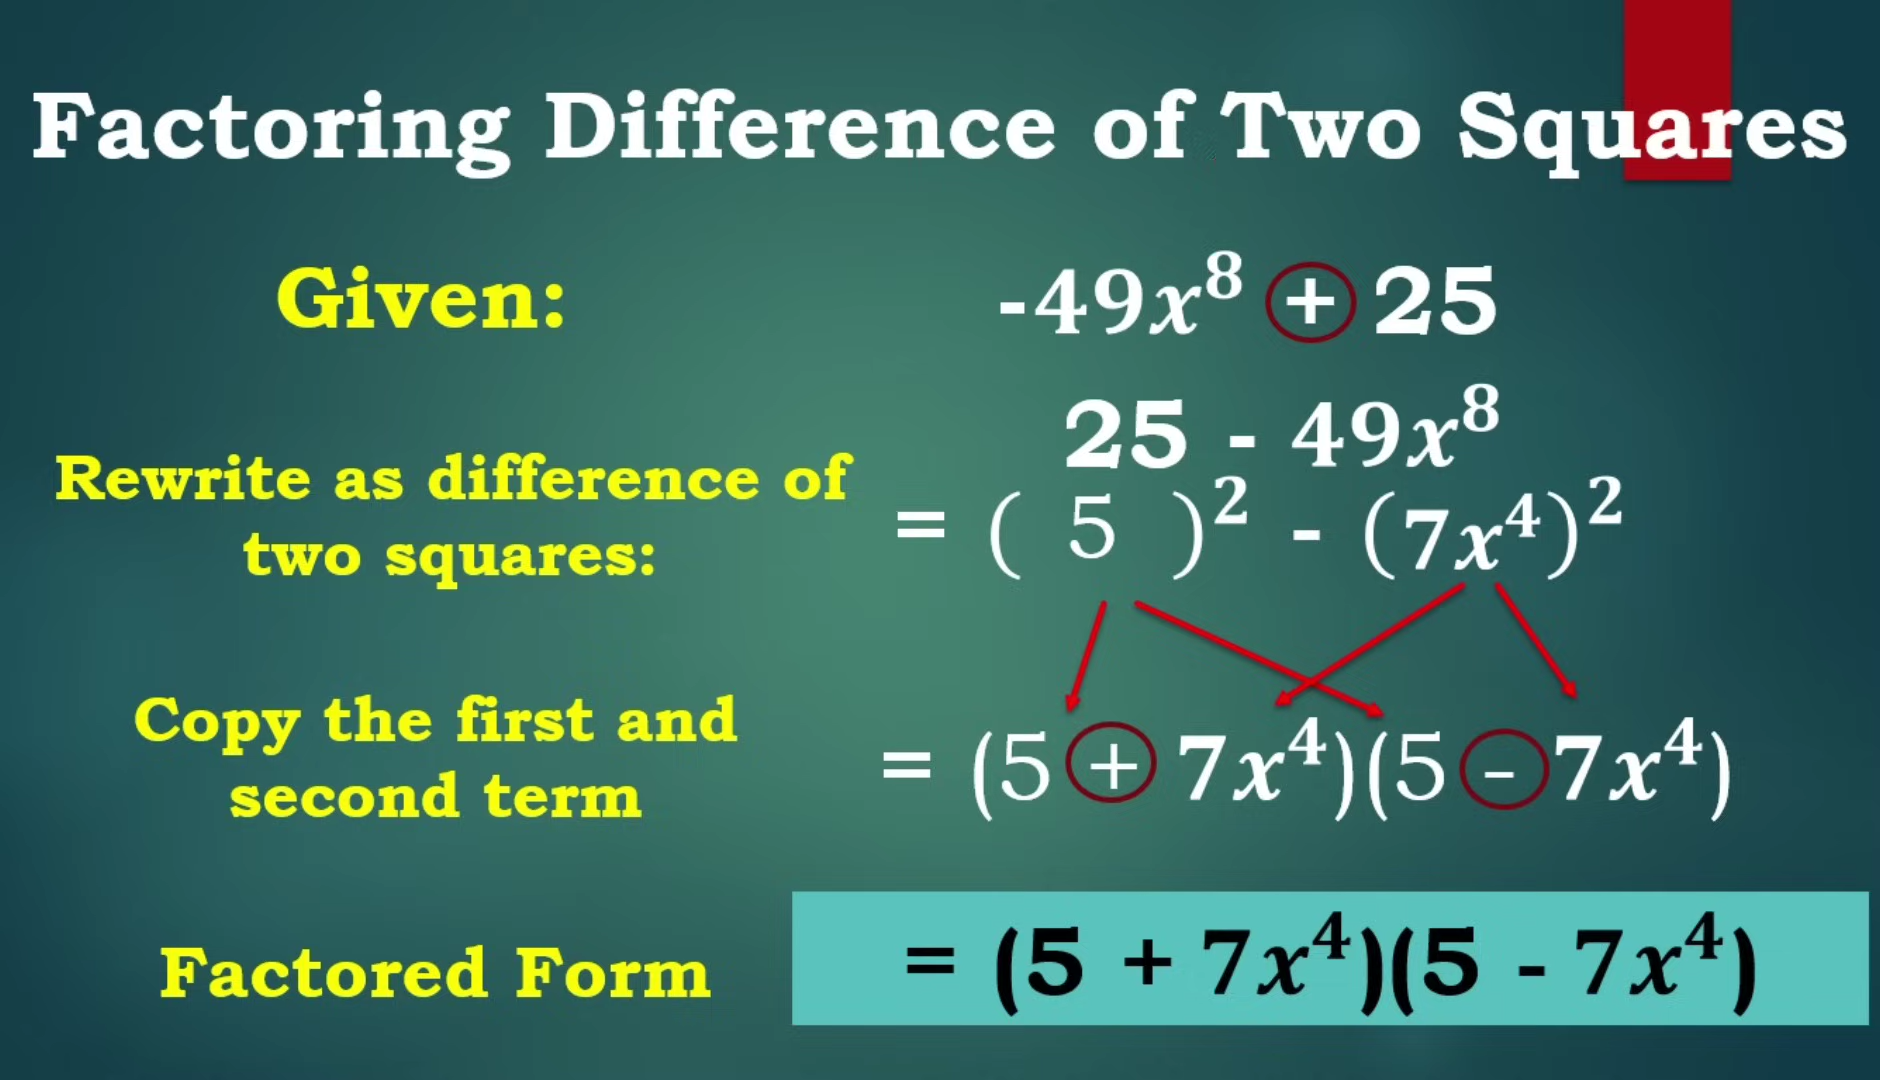 Factoring Difference of Two Squares
Given:
-49x⁸ + 25
25 - 49x⁸
Rewrite as difference of
two squares:
= ( 5 )² - (7x⁴)²
Copy the first and
second term
= (5 + 7x⁴)(5 - 7x⁴)
Factored Form
= (5 + 7x⁴)(5 - 7x⁴)